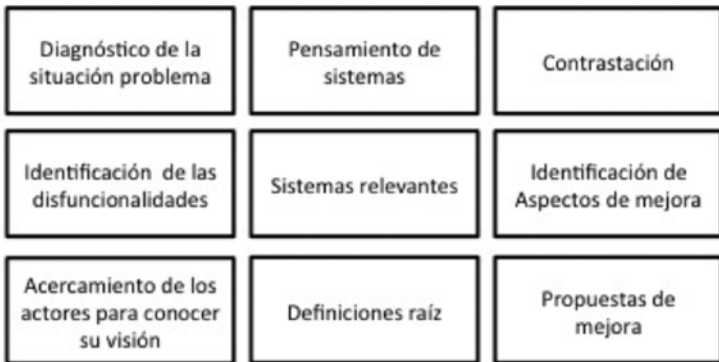 Diagnóstico de la
situación problema
Pensamiento de
sistemas
Contrastación
Identificación de las
disfuncionalidades
Sistemas relevantes
Identificación de
Aspectos de mejora
Acercamiento de los
actores para conocer
su visión
Definiciones raíz
Propuestas de
mejora